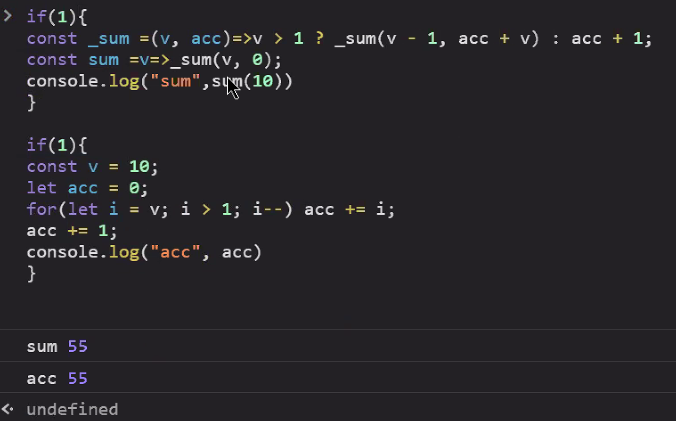 if(1){
const _sum =(v, acc)=>v > 1 ? _sum(v - 1, acc + v) : acc + 1;
const sum =v=>_sum(v, 0);
console.log("sum",sum(10))
}
if(1){
const v = 10;
let acc = 0;
for(let i = v; i > 1; i--) acc += i;
acc += 1;
console.log("acc", acc)
}
sum 55
acc 55
undefined